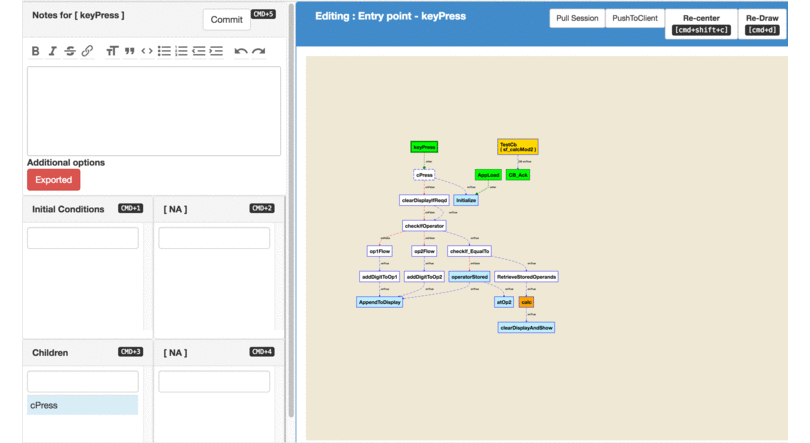 Notes for [ keyPress ]
Commit
CMD+5
Editing : Entry point - keyPress
Pull Session
PushToClient
Re-center
[cmd+shift+c]
Re-Draw
[cmd+d]
Additional options
Exported
Initial Conditions
CMD+1
[ NA ]
CMD+2
Children
CMD+3
[ NA ]
CMD+4
cPress
keyPress
TestCb
( sf_calcMod2 )
cPress
AppLoad
GB_Ack
clearDisplayIfReqd
Initialize
checkIfOperator
op1Flow
op2Flow
checkIf_EqualTo
addDigitToOp1
addDigitToOp2
operatorStored
RetrieveStoredOperands
AppendToDisplay
calc
clearDisplayAndShow